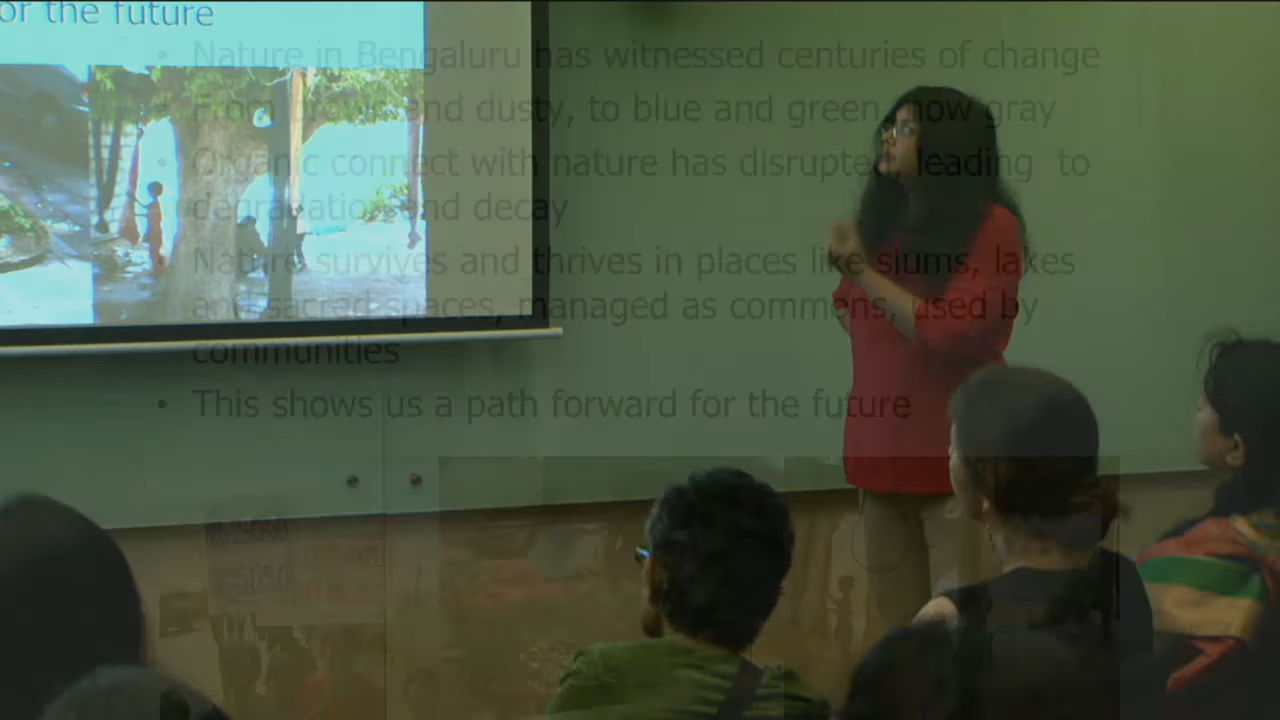 or the future
• Nature in Bengaluru has witnessed centuries of change
• From brown and dusty, to blue and green, now gray
• Organic connect with nature has disrupted, leading to
degradation and decay
• Nature survives and thrives in places like slums, lakes
and sacred spaces, managed as commons, used by
communities
• This shows us a path forward for the future